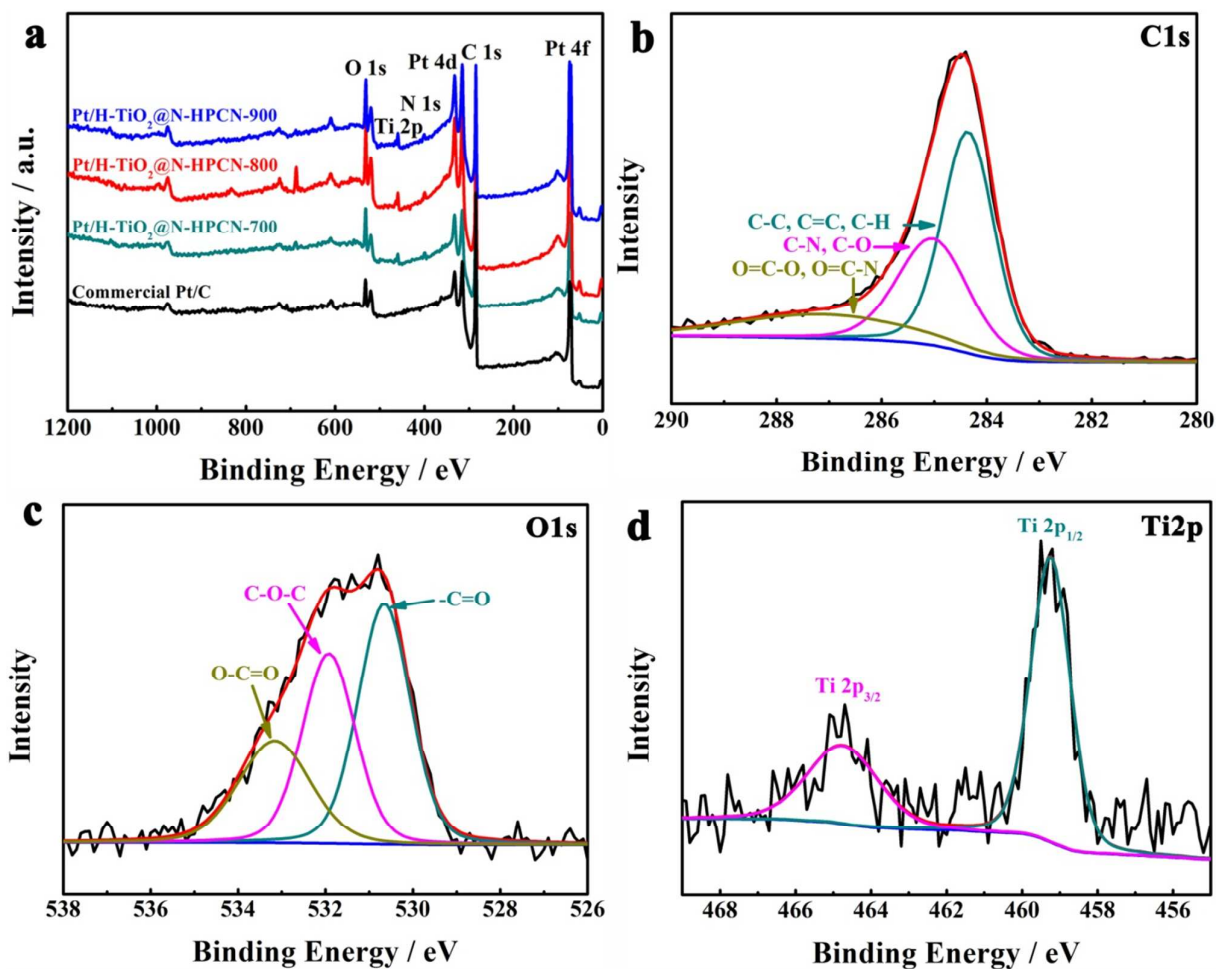 a
Pt 4d C 1s Pt 4f
O 1s
N 1s
Ti 2p
Pt/H-TiO₂@N-HPCN-900
Pt/H-TiO₂@N-HPCN-800
Pt/H-TiO₂@N-HPCN-700
Commercial Pt/C
Intensity / a.u.
1200 1000 800 600 400 200 0
Binding Energy / eV
b
C1s
C-C, C=C, C-H
C-N, C-O
O=C-O, O=C-N
Intensity
290 288 286 284 282 280
Binding Energy / eV
c
O1s
C-O-C
-C=O
O-C=O
Intensity
538 536 534 532 530 528 526
Binding Energy / eV
d
Ti 2p₁/₂
Ti2p
Ti 2p₃/₂
Intensity
468 466 464 462 460 458 456
Binding Energy / eV